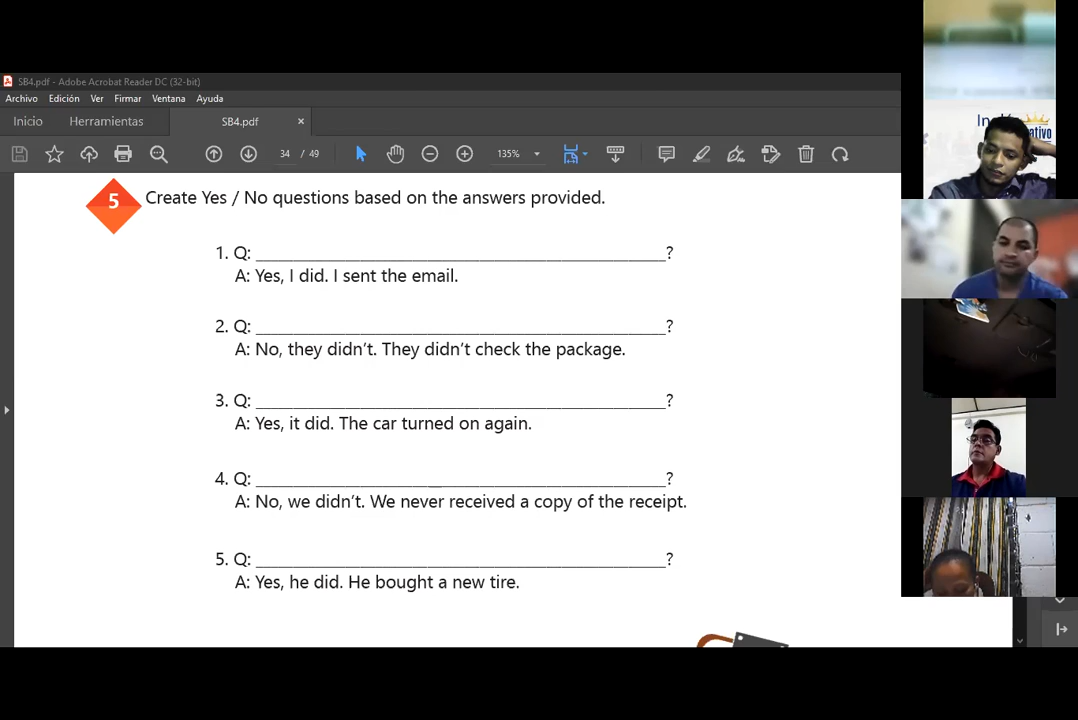 SB4.pdf - Adobe Acrobat Reader DC (32-bit)
Archivo Edición Ver Firmar Ventana Ayuda
Inicio Herramientas SB4.pdf ×
34 / 49 135%
5 Create Yes / No questions based on the answers provided.
1. Q: ?
A: Yes, I did. I sent the email.
2. Q: ?
A: No, they didn't. They didn't check the package.
3. Q: ?
A: Yes, it did. The car turned on again.
4. Q: ?
A: No, we didn't. We never received a copy of the receipt.
5. Q: ?
A: Yes, he did. He bought a new tire.